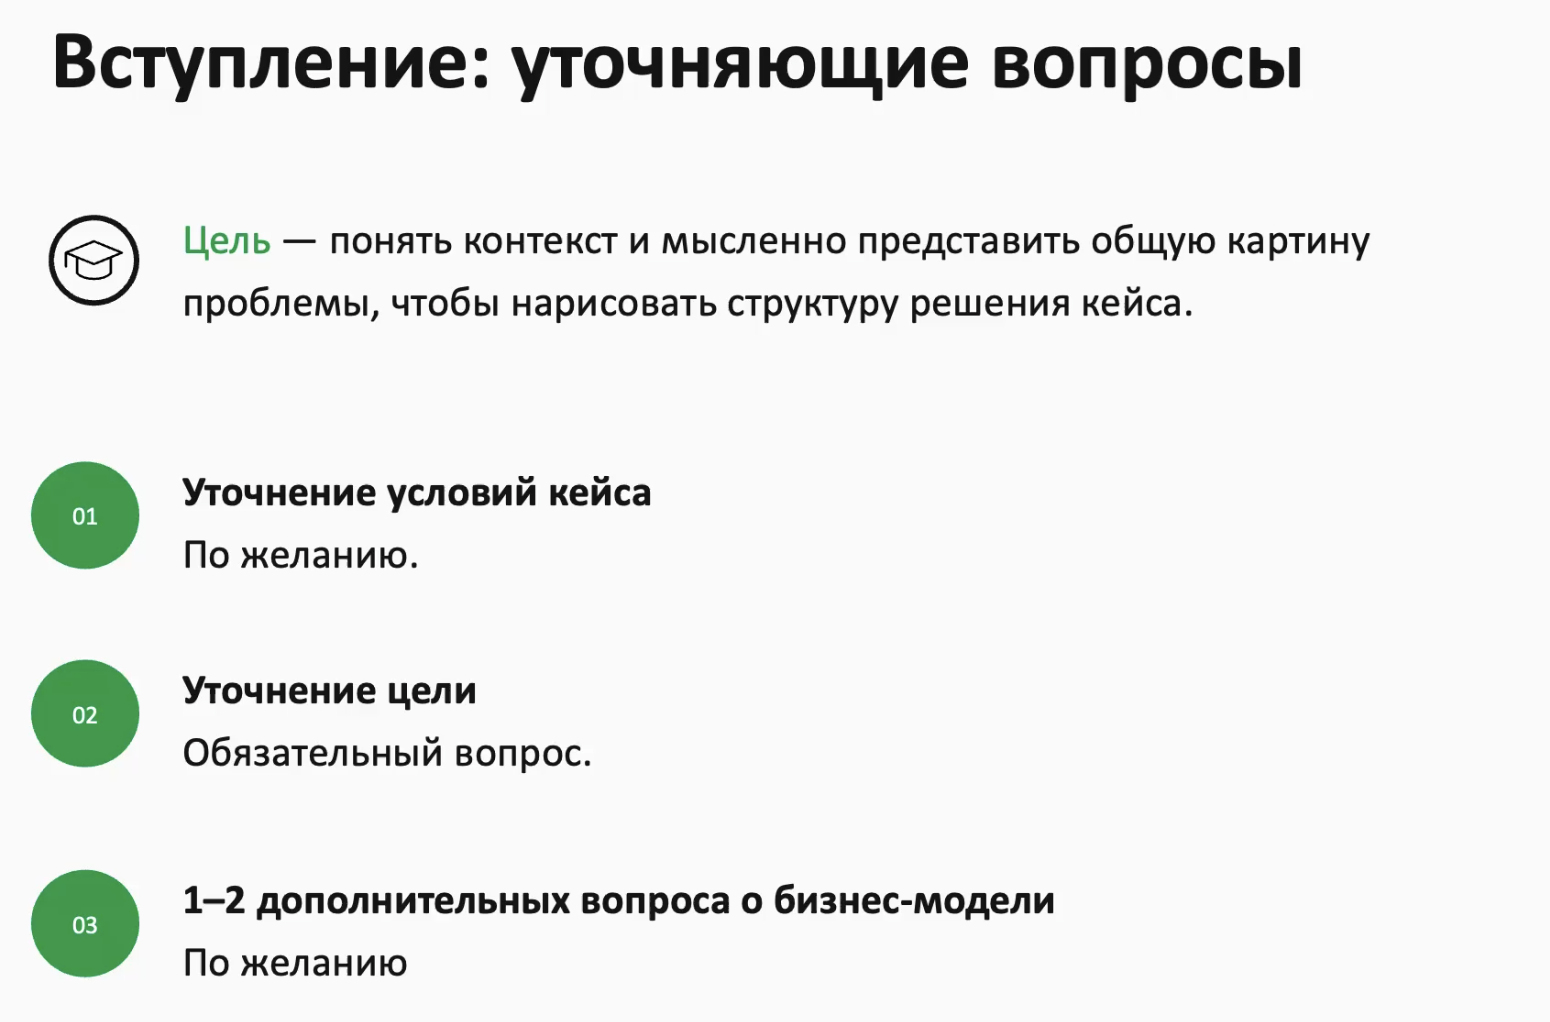 Вступление: уточняющие вопросы
Цель — понять контекст и мысленно представить общую картину
проблемы, чтобы нарисовать структуру решения кейса.
01
Уточнение условий кейса
По желанию.
02
Уточнение цели
Обязательный вопрос.
03
1–2 дополнительных вопроса о бизнес-модели
По желанию